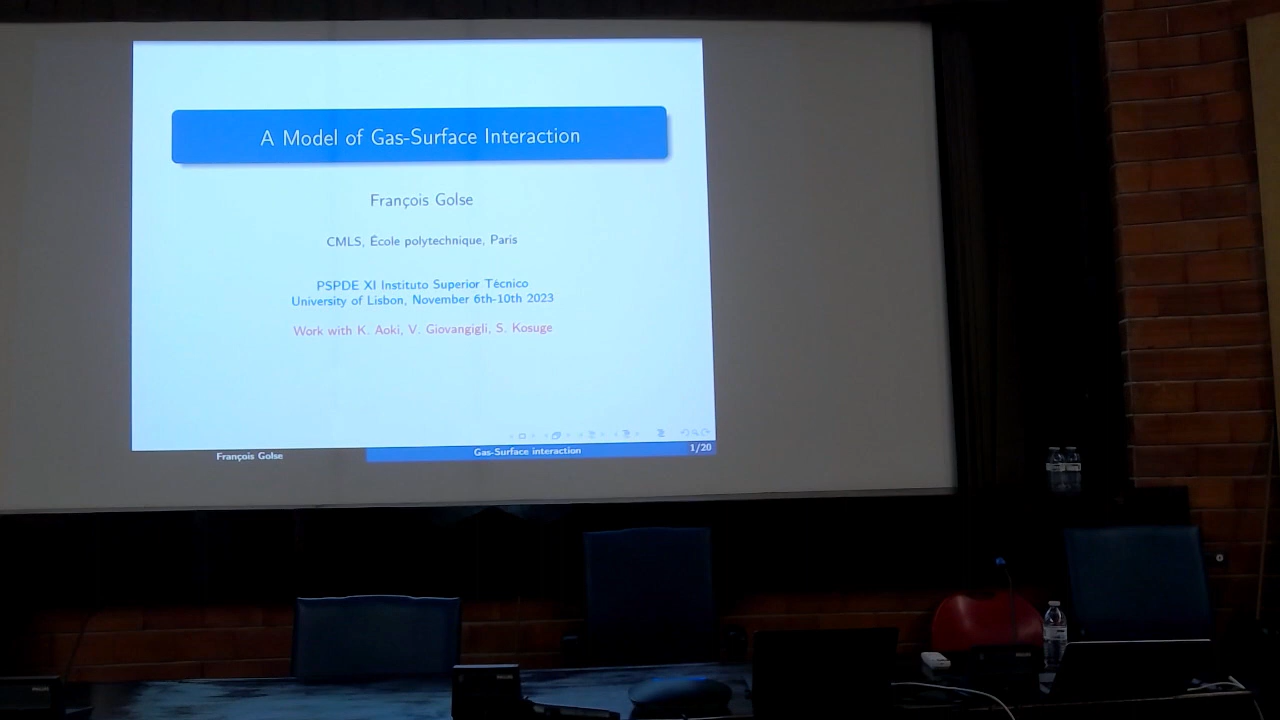 A Model of Gas-Surface Interaction
François Golse
CMLS, École polytechnique, Paris
PSPDE XI Instituto Superior Técnico
University of Lisbon, November 6th-10th 2023
Work with K. Aoki, V. Giovangigli, S. Kosuge
François Golse
Gas-Surface interaction
1/20